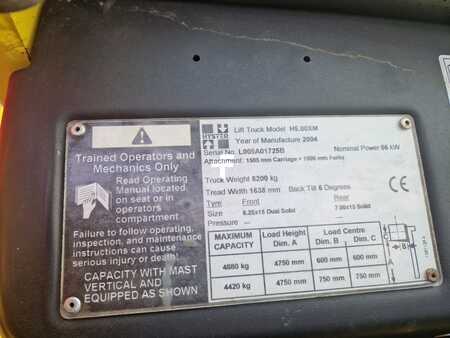 Trained Operators and
Mechanics Only
Read Operating
Manual located
on seat or in
operators
compartment
Failure to follow operating,
inspection, and maintenance
instructions can cause
serious injury or death!
CAPACITY WITH MAST
VERTICAL AND
EQUIPPED AS SHOWN
HYSTER
Lift Truck Model H5.00XM
Year of Manufacture 2004
Serial No. L005A01725B Nominal Power 66 kW
Attachment: 1585 mm Carriage + 1000 mm Forks
Truck Weight 8200 kg
Tread Width 1638 mm Back Tilt 6 Degrees
Type Front Rear
Size 8.25x15 Dual Solid 7.00x15 Solid
Pressure —
CE
MAXIMUM CAPACITY Load Height Dim. A Load Centre Dim. B Dim. C
4880 kg 4750 mm 600 mm 600 mm
4420 kg 4750 mm 750 mm 750 mm
A
B